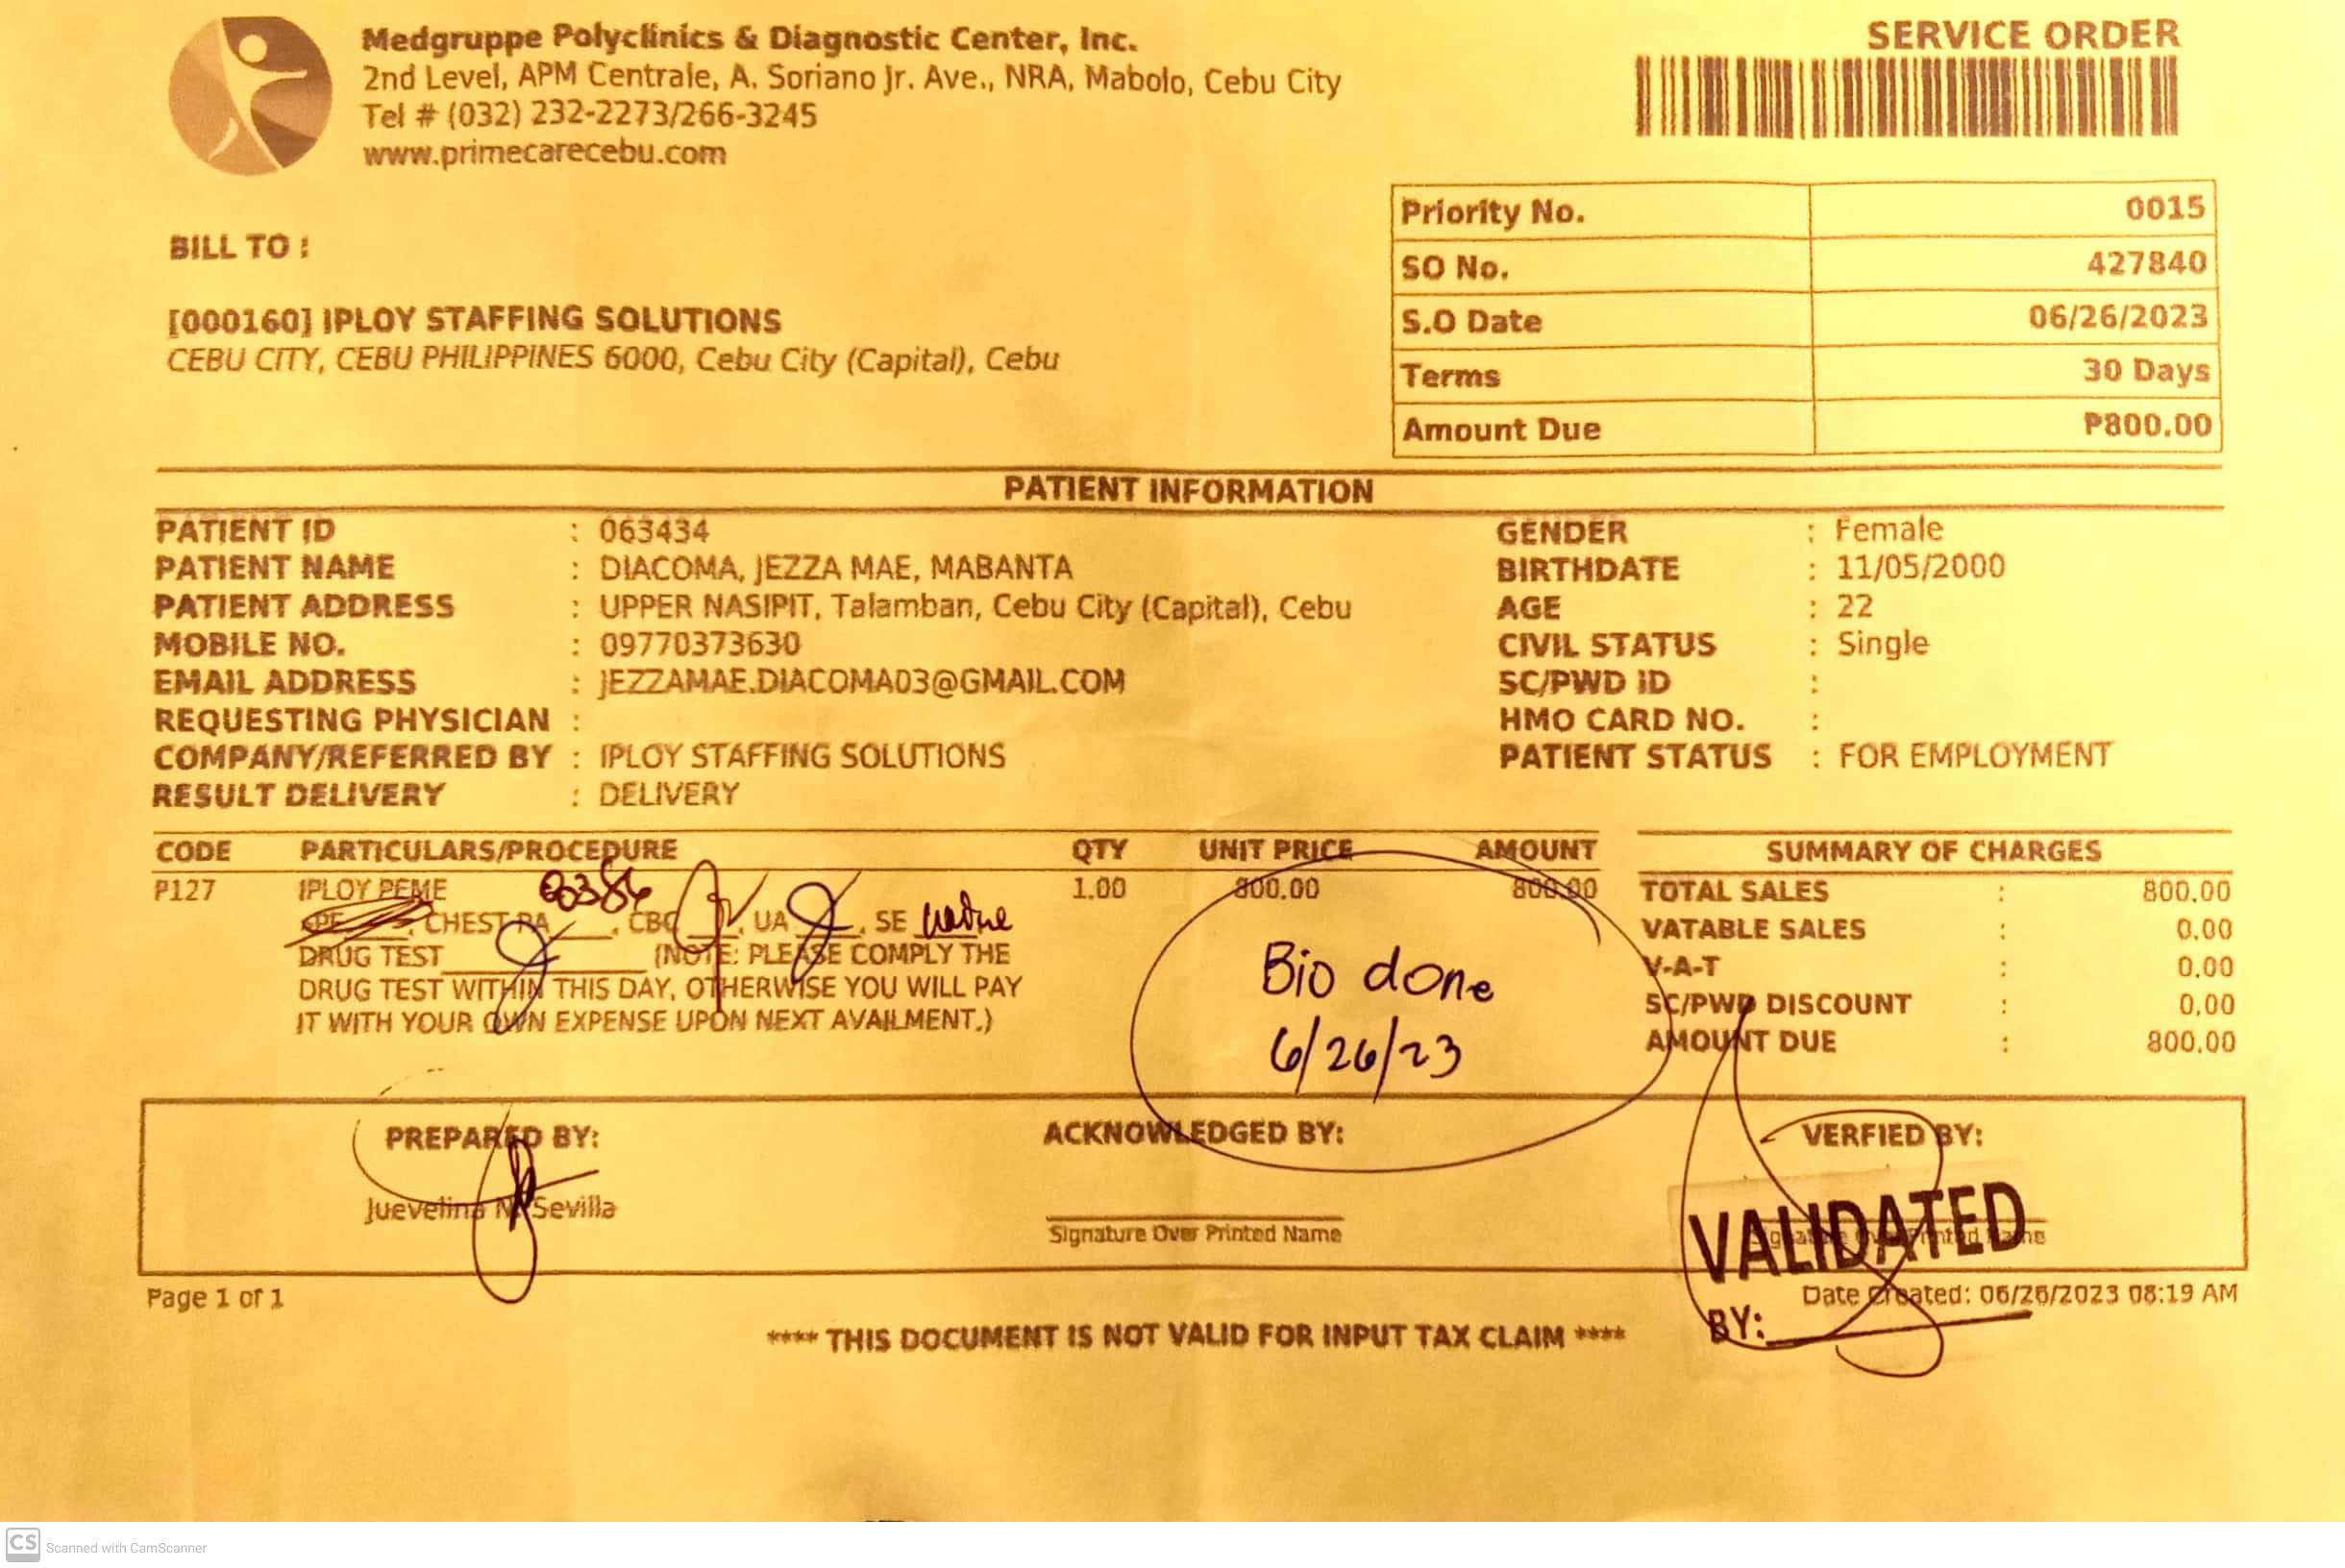 Medgruppe Polyclinics & Diagnostic Center, Inc.
2nd Level, APM Centrale, A. Soriano Jr. Ave., NRA, Mabolo, Cebu City
Tel # (032) 232-2273/266-3245
www.primecarecebu.com
SERVICE ORDER
Priority No. 0015
SO No. 427840
S.O Date 06/26/2023
Terms 30 Days
Amount Due ₱800.00
BILL TO :
[000160] IPLOY STAFFING SOLUTIONS
CEBU CITY, CEBU PHILIPPINES 6000, Cebu City (Capital), Cebu
PATIENT INFORMATION
PATIENT ID : 063434
PATIENT NAME : DIACOMA, JEZZA MAE, MABANTA
PATIENT ADDRESS : UPPER NASIPIT, Talamban, Cebu City (Capital), Cebu
MOBILE NO. : 09770373630
EMAIL ADDRESS : JEZZAMAE.DIACOMA03@GMAIL.COM
REQUESTING PHYSICIAN :
COMPANY/REFERRED BY : IPLOY STAFFING SOLUTIONS
RESULT DELIVERY : DELIVERY
GENDER : Female
BIRTHDATE : 11/05/2000
AGE : 22
CIVIL STATUS : Single
SC/PWD ID :
HMO CARD NO. :
PATIENT STATUS : FOR EMPLOYMENT
CODE PARTICULARS/PROCEDURE QTY UNIT PRICE AMOUNT
P127 IPLOY PEME 1.00 800.00 800.00
CHEST PA____, CBC____, UA____, SE
DRUG TEST____ (NOTE: PLEASE COMPLY THE
DRUG TEST WITHIN THIS DAY, OTHERWISE YOU WILL PAY
IT WITH YOUR OWN EXPENSE UPON NEXT AVAILMENT.)
Bio done
6/26/23
SUMMARY OF CHARGES
TOTAL SALES : 800.00
VATABLE SALES : 0.00
V-A-T : 0.00
SC/PWD DISCOUNT : 0.00
AMOUNT DUE : 800.00
PREPARED BY:
Juevelina N. Sevilla
ACKNOWLEDGED BY:
Signature Over Printed Name
VERFIED BY:
Signature Over Printed Name
VALIDATED
BY:
Page 1 of 1
Date Created: 06/26/2023 08:19 AM
**** THIS DOCUMENT IS NOT VALID FOR INPUT TAX CLAIM ****
CS Scanned with CamScanner